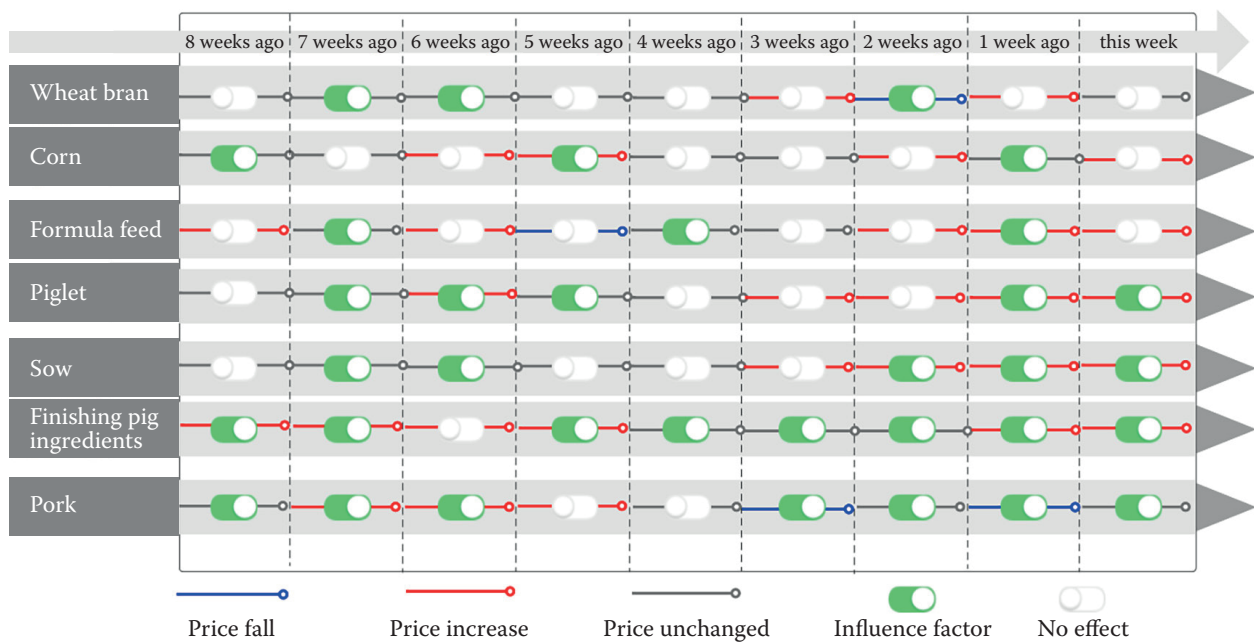 8 weeks ago 7 weeks ago 6 weeks ago 5 weeks ago 4 weeks ago 3 weeks ago 2 weeks ago 1 week ago this week
Wheat bran
Corn
Formula feed
Piglet
Sow
Finishing pig
ingredients
Pork
Price fall Price increase Price unchanged Influence factor No effect